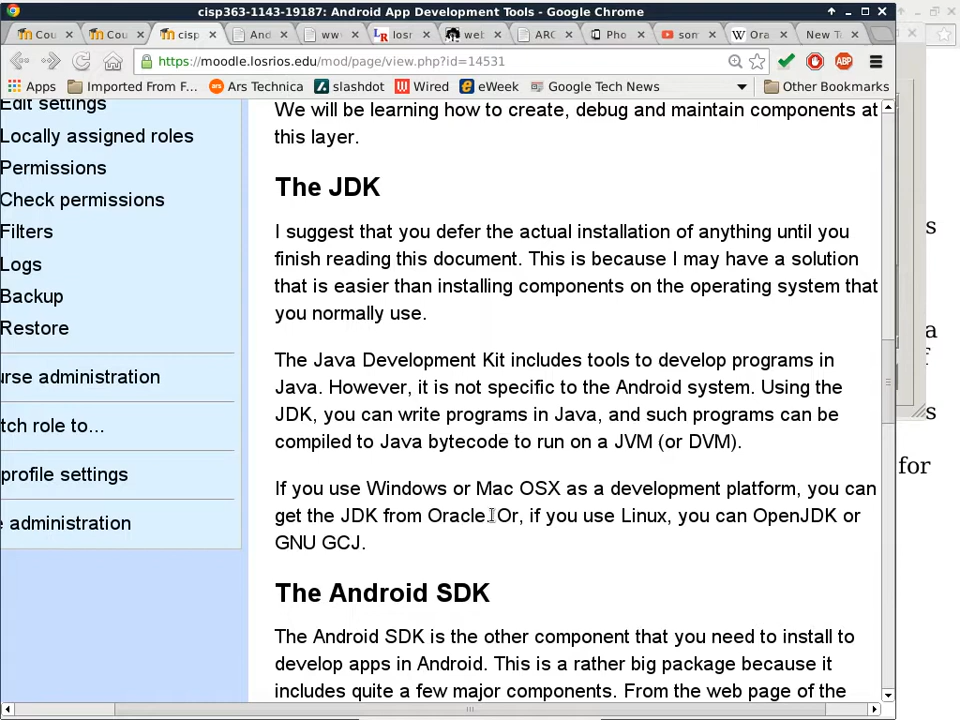 cisp363-1143-19187: Android App Development Tools - Google Chrome
Cou
Cou
cisp
And
ww
losr
web
ARC
Pho
som
Ora
New T
https://moodle.losrios.edu/mod/page/view.php?id=14531
Apps
Imported From F...
Ars Technica
slashdot
Wired
eWeek
Google Tech News
Other Bookmarks
Edit settings
Locally assigned roles
Permissions
Check permissions
Filters
Logs
Backup
Restore
urse administration
tch role to...
profile settings
e administration
We will be learning how to create, debug and maintain components at
this layer.
The JDK
I suggest that you defer the actual installation of anything until you
finish reading this document. This is because I may have a solution
that is easier than installing components on the operating system that
you normally use.
The Java Development Kit includes tools to develop programs in
Java. However, it is not specific to the Android system. Using the
JDK, you can write programs in Java, and such programs can be
compiled to Java bytecode to run on a JVM (or DVM).
If you use Windows or Mac OSX as a development platform, you can
get the JDK from Oracle. Or, if you use Linux, you can OpenJDK or
GNU GCJ.
The Android SDK
The Android SDK is the other component that you need to install to
develop apps in Android. This is a rather big package because it
includes quite a few major components. From the web page of the
s
a
s
for